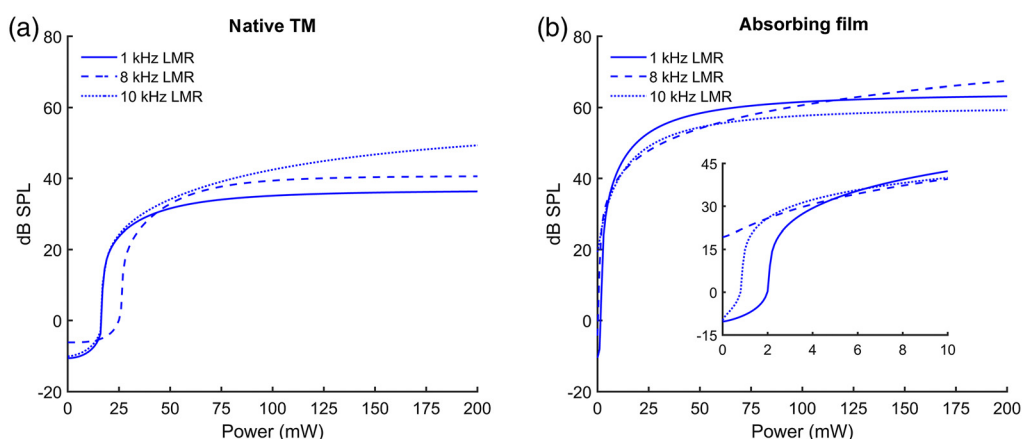 (a)
Native TM
80
60
40
20
0
-20
dB SPL
1 kHz LMR
8 kHz LMR
10 kHz LMR
0 25 50 75 100 125 150 175 200
Power (mW)
(b)
Absorbing film
80
60
40
20
0
-20
dB SPL
1 kHz LMR
8 kHz LMR
10 kHz LMR
45
30
15
0
-15
0 2 4 6 8 10
0 25 50 75 100 125 150 175 200
Power (mW)